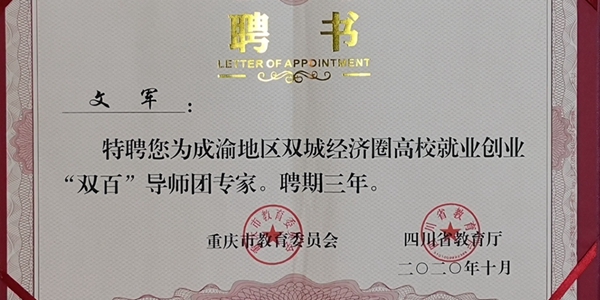 聘书
LETTER OF APPOINTMENT
文军：
特聘您为成渝地区双城经济圈高校就业创业
“双百”导师团专家。聘期三年。
重庆市教育委员会 四川省教育厅
二〇二〇年十月